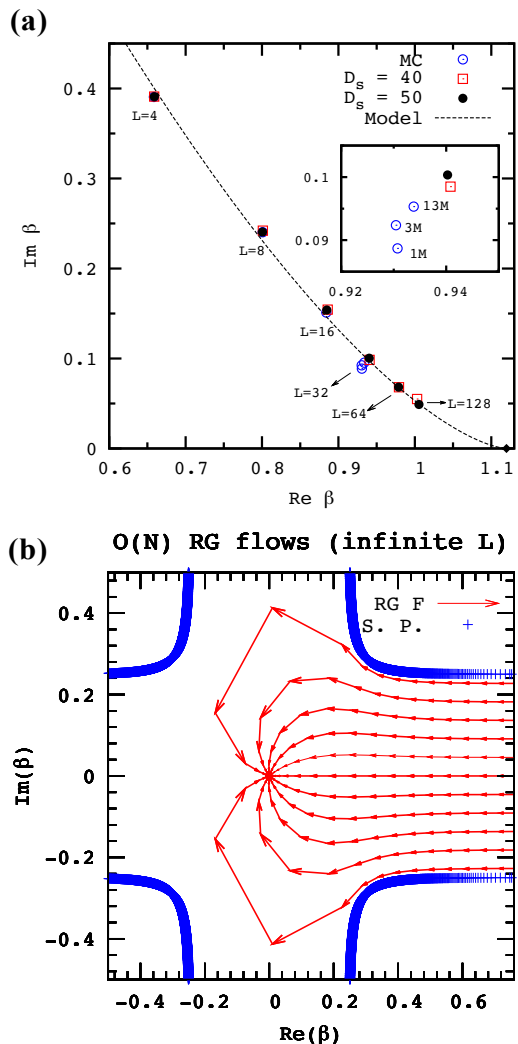 (a)
MC
D_s = 40
D_s = 50
Model
0.4
0.3
0.2
0.1
0
Im β
L=4
L=8
L=16
L=32
L=64
L=128
0.1
0.09
13M
3M
1M
0.92
0.94
0.6
0.7
0.8
0.9
1
1.1
Re β
(b)
O(N) RG flows (infinite L)
RG F
S. P.
0.4
0.2
0
-0.2
-0.4
Im(β)
-0.4
-0.2
0
0.2
0.4
0.6
Re(β)